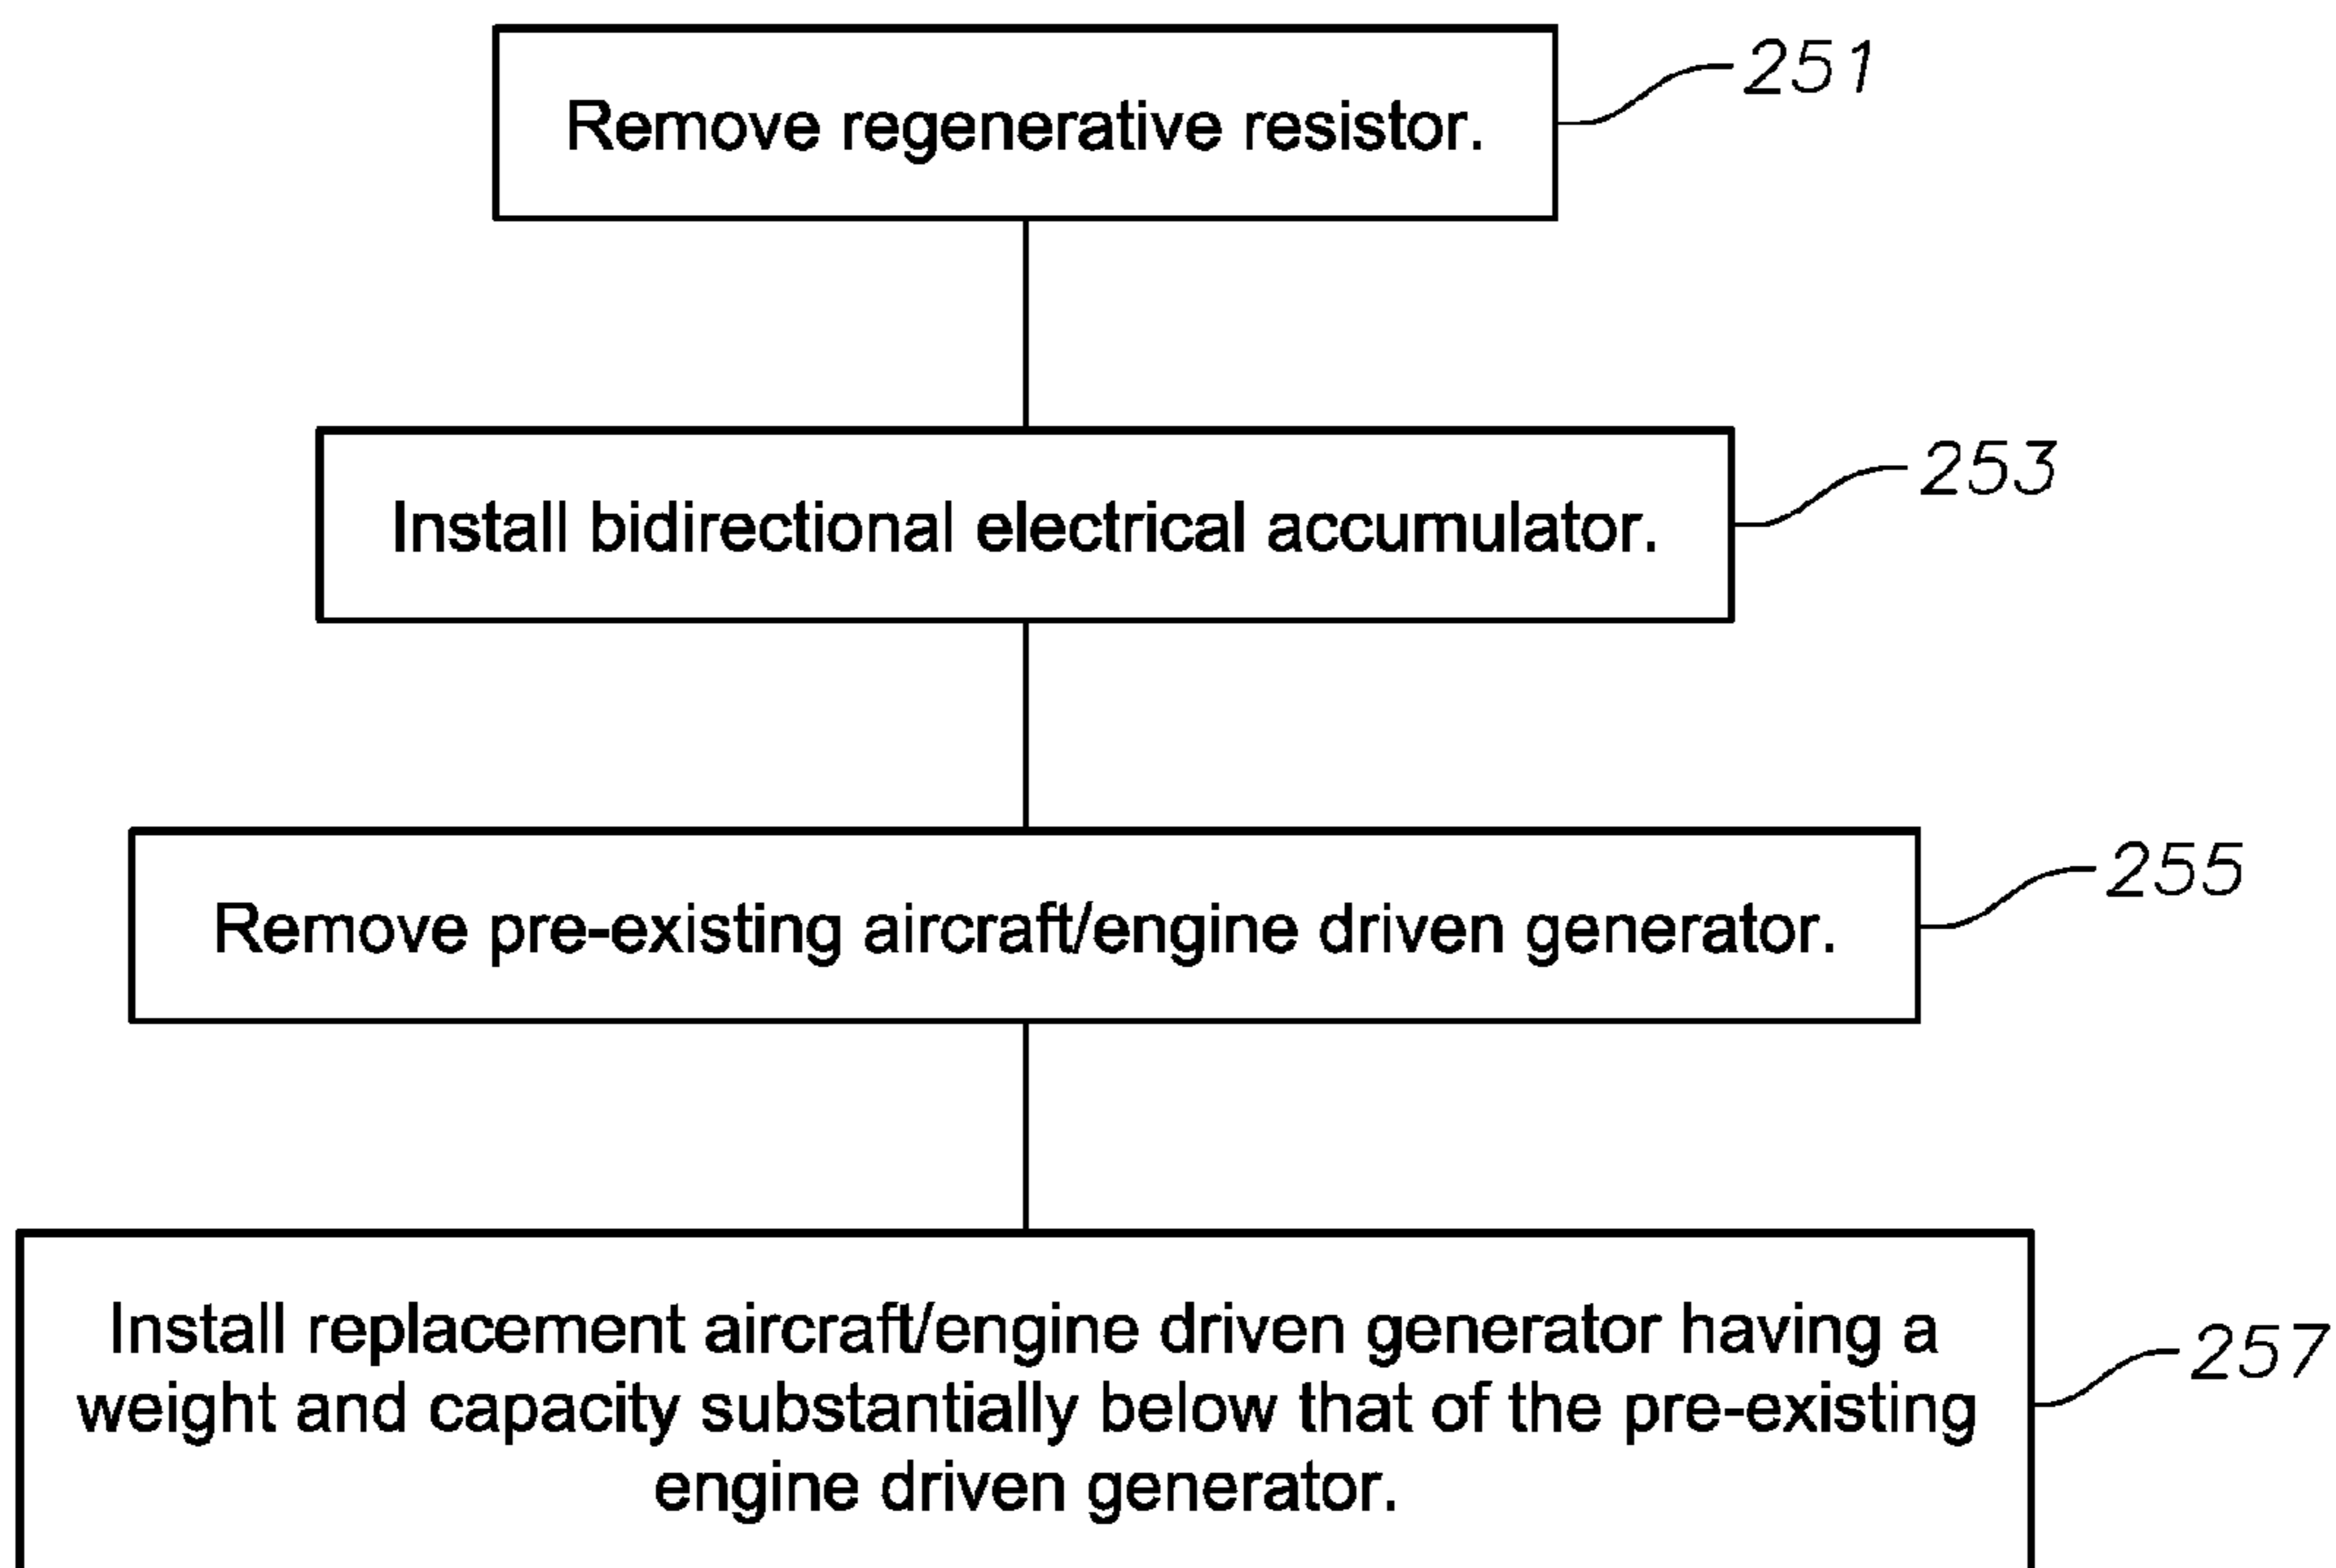 Remove regenerative resistor.
251
Install bidirectional electrical accumulator.
253
Remove pre-existing aircraft/engine driven generator.
255
Install replacement aircraft/engine driven generator having a
weight and capacity substantially below that of the pre-existing
engine driven generator.
257